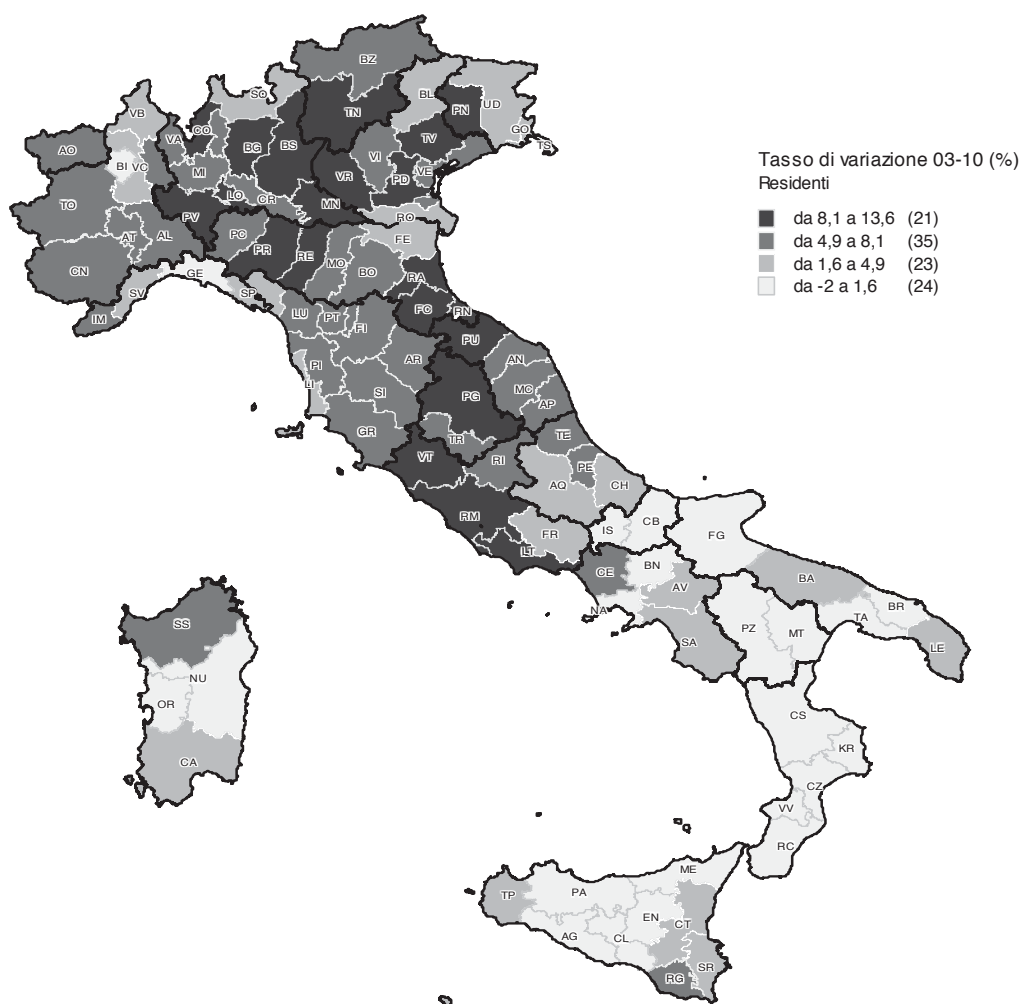 BZ
SO
BL
UD
VB
TN
PN
CO
VA
BG
BS
TV
GO
TS
AO
BI
VC
MI
VI
VE
VR
PD
LO
CR
MN
TO
PV
RO
AT
AL
PC
PR
RE
FE
MO
BO
CN
GE
RA
SV
SP
FC
RN
IM
LU
PT
FI
PU
AN
PI
AR
MC
LI
SI
PG
AP
GR
TR
TE
VT
RI
PE
AQ
CH
RM
FR
IS
CB
FG
LT
CE
BN
BA
AV
NA
BR
TA
SA
PZ
MT
LE
SS
NU
OR
CA
CS
KR
CZ
VV
RC
ME
TP
PA
EN
CT
AG
CL
SR
RG
Tasso di variazione 03-10 (%)
Residenti
da 8,1 a 13,6 (21)
da 4,9 a 8,1 (35)
da 1,6 a 4,9 (23)
da -2 a 1,6 (24)